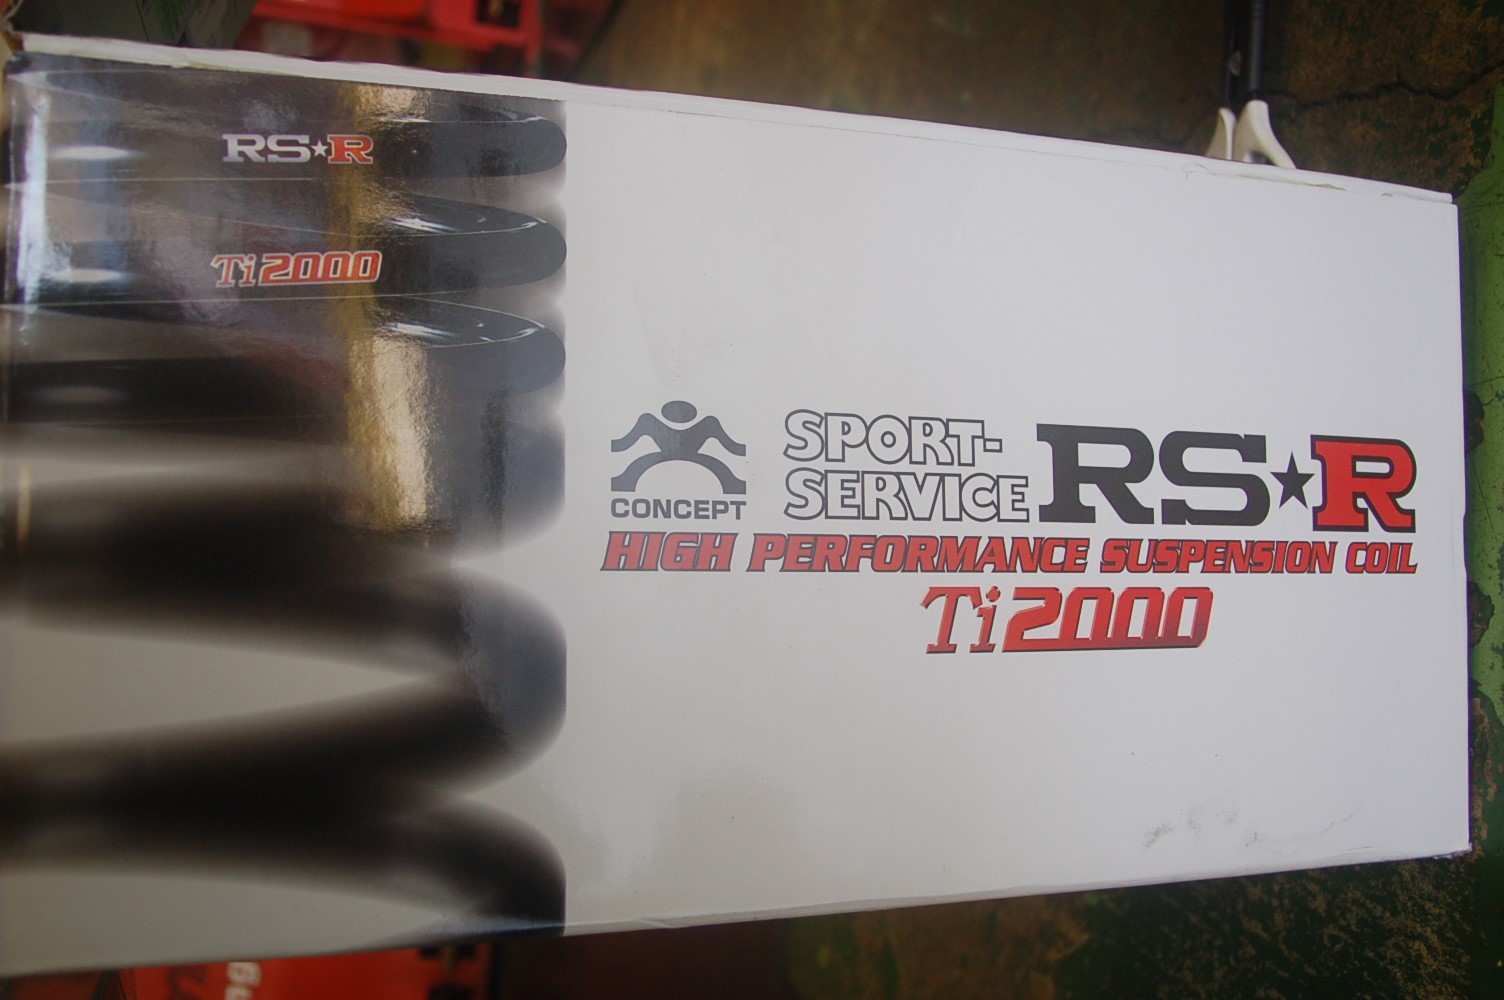 RS★R
Ti2000
CONCEPT
SPORT-
SERVICE
RS★R
HIGH PERFORMANCE SUSPENSION COIL
Ti2000